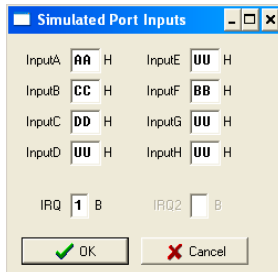 Simulated Port Inputs
InputA AA H InputE UU H
InputB CC H InputF BB H
InputC DD H InputG UU H
InputD UU H InputH UU H
IRQ 1 B IRQ2 B
OK Cancel